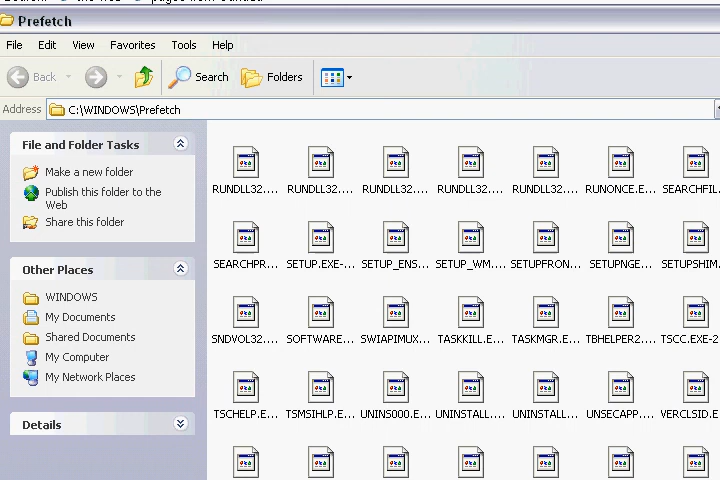 Prefetch
File Edit View Favorites Tools Help
Back Search Folders
Address C:\WINDOWS\Prefetch
File and Folder Tasks
Make a new folder
Publish this folder to the
Web
Share this folder
Other Places
WINDOWS
My Documents
Shared Documents
My Computer
My Network Places
Details
RUNDLL32.... RUNDLL32.... RUNDLL32.... RUNDLL32.... RUNDLL32.... RUNONCE.E... SEARCHFIL.
SEARCHPR... SETUP.EXE-... SETUP_ENS... SETUP_WM... SETUPFRON... SETUPNGE... SETUPSHIM.
SNDVOL32.... SOFTWARE... SWIAPIMUX... TASKKILL.E... TASKMGR.E... TBHELPER2.... TSCC.EXE-2
TSCHELP.E... TSMSIHLP.E... UNINS000.E... UNINSTALL.... UNINSTALL.... UNSECAPP.... VERCLSID.E